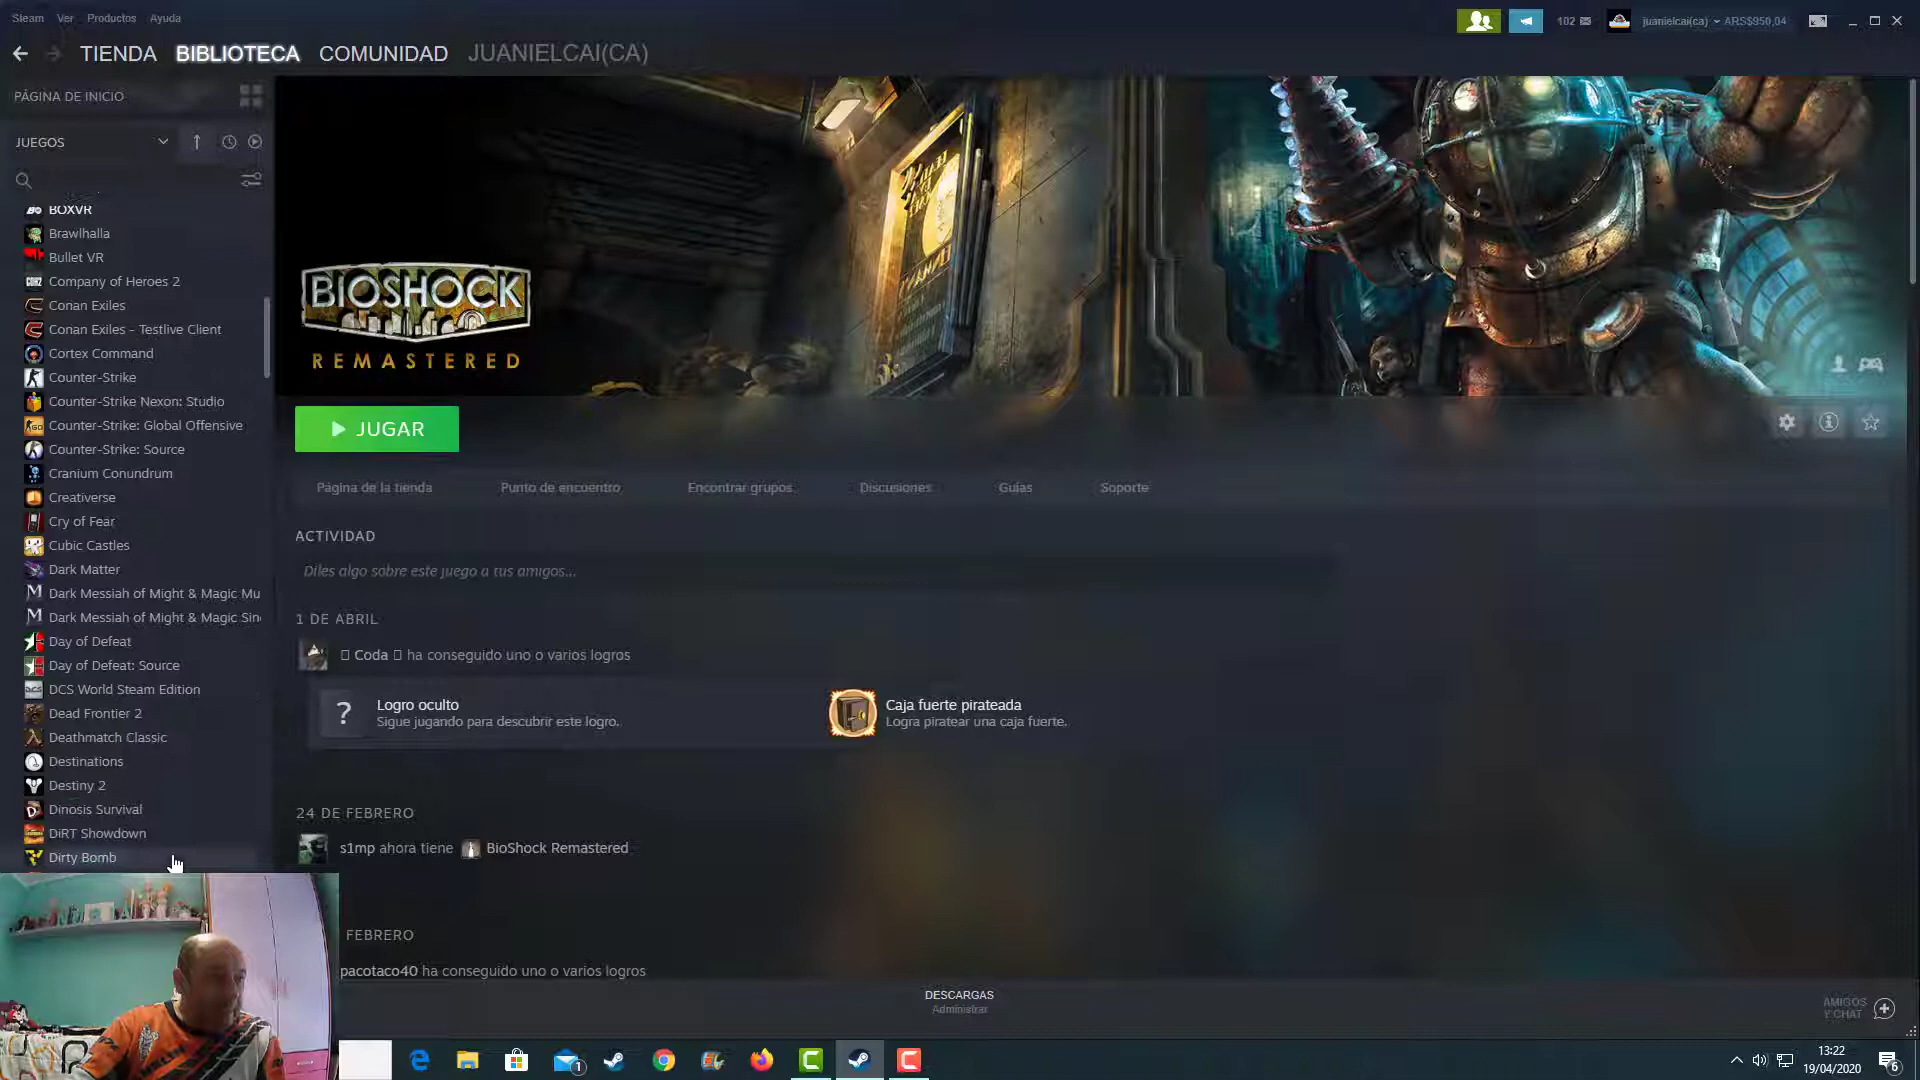 Steam Ver Productos Ayuda
102
juanielcai(ca) ARS$950,04
TIENDA BIBLIOTECA COMUNIDAD JUANIELCAI(CA)
PÁGINA DE INICIO
JUEGOS
BOXVR
Brawlhalla
Bullet VR
Company of Heroes 2
Conan Exiles
Conan Exiles - Testlive Client
Cortex Command
Counter-Strike
Counter-Strike Nexon: Studio
Counter-Strike: Global Offensive
Counter-Strike: Source
Cranium Conundrum
Creativerse
Cry of Fear
Cubic Castles
Dark Matter
Dark Messiah of Might & Magic Mu
Dark Messiah of Might & Magic Sin
Day of Defeat
Day of Defeat: Source
DCS World Steam Edition
Dead Frontier 2
Deathmatch Classic
Destinations
Destiny 2
Dinosis Survival
DiRT Showdown
Dirty Bomb
BIOSHOCK
REMASTERED
JUGAR
Página de la tienda Punto de encuentro Encontrar grupos Discusiones Guías Soporte
ACTIVIDAD
Diles algo sobre este juego a tus amigos...
1 DE ABRIL
Coda ha conseguido uno o varios logros
?
Logro oculto
Sigue jugando para descubrir este logro.
Caja fuerte pirateada
Logra piratear una caja fuerte.
24 DE FEBRERO
s1mp ahora tiene BioShock Remastered
FEBRERO
pacotaco40 ha conseguido uno o varios logros
DESCARGAS
Administrar
AMIGOS
Y CHAT
1
13:22
19/04/2020
6